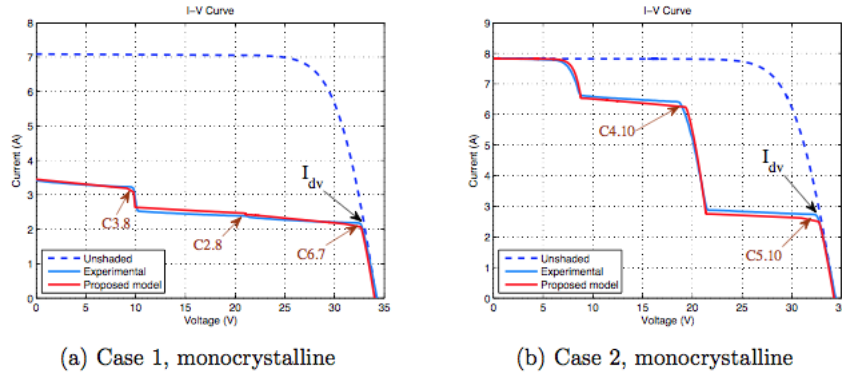 I-V Curve
8
7
6
5
4
3
2
1
0
0 5 10 15 20 25 30 35
Current (A)
Voltage (V)
I_dv
C3.8
C2.8
C6.7
Unshaded
Experimental
Proposed model
(a) Case 1, monocrystalline
I-V Curve
9
8
7
6
5
4
3
2
1
0
0 5 10 15 20 25 30 35
Current (A)
Voltage (V)
C4.10
I_dv
C5.10
Unshaded
Experimental
Proposed model
(b) Case 2, monocrystalline